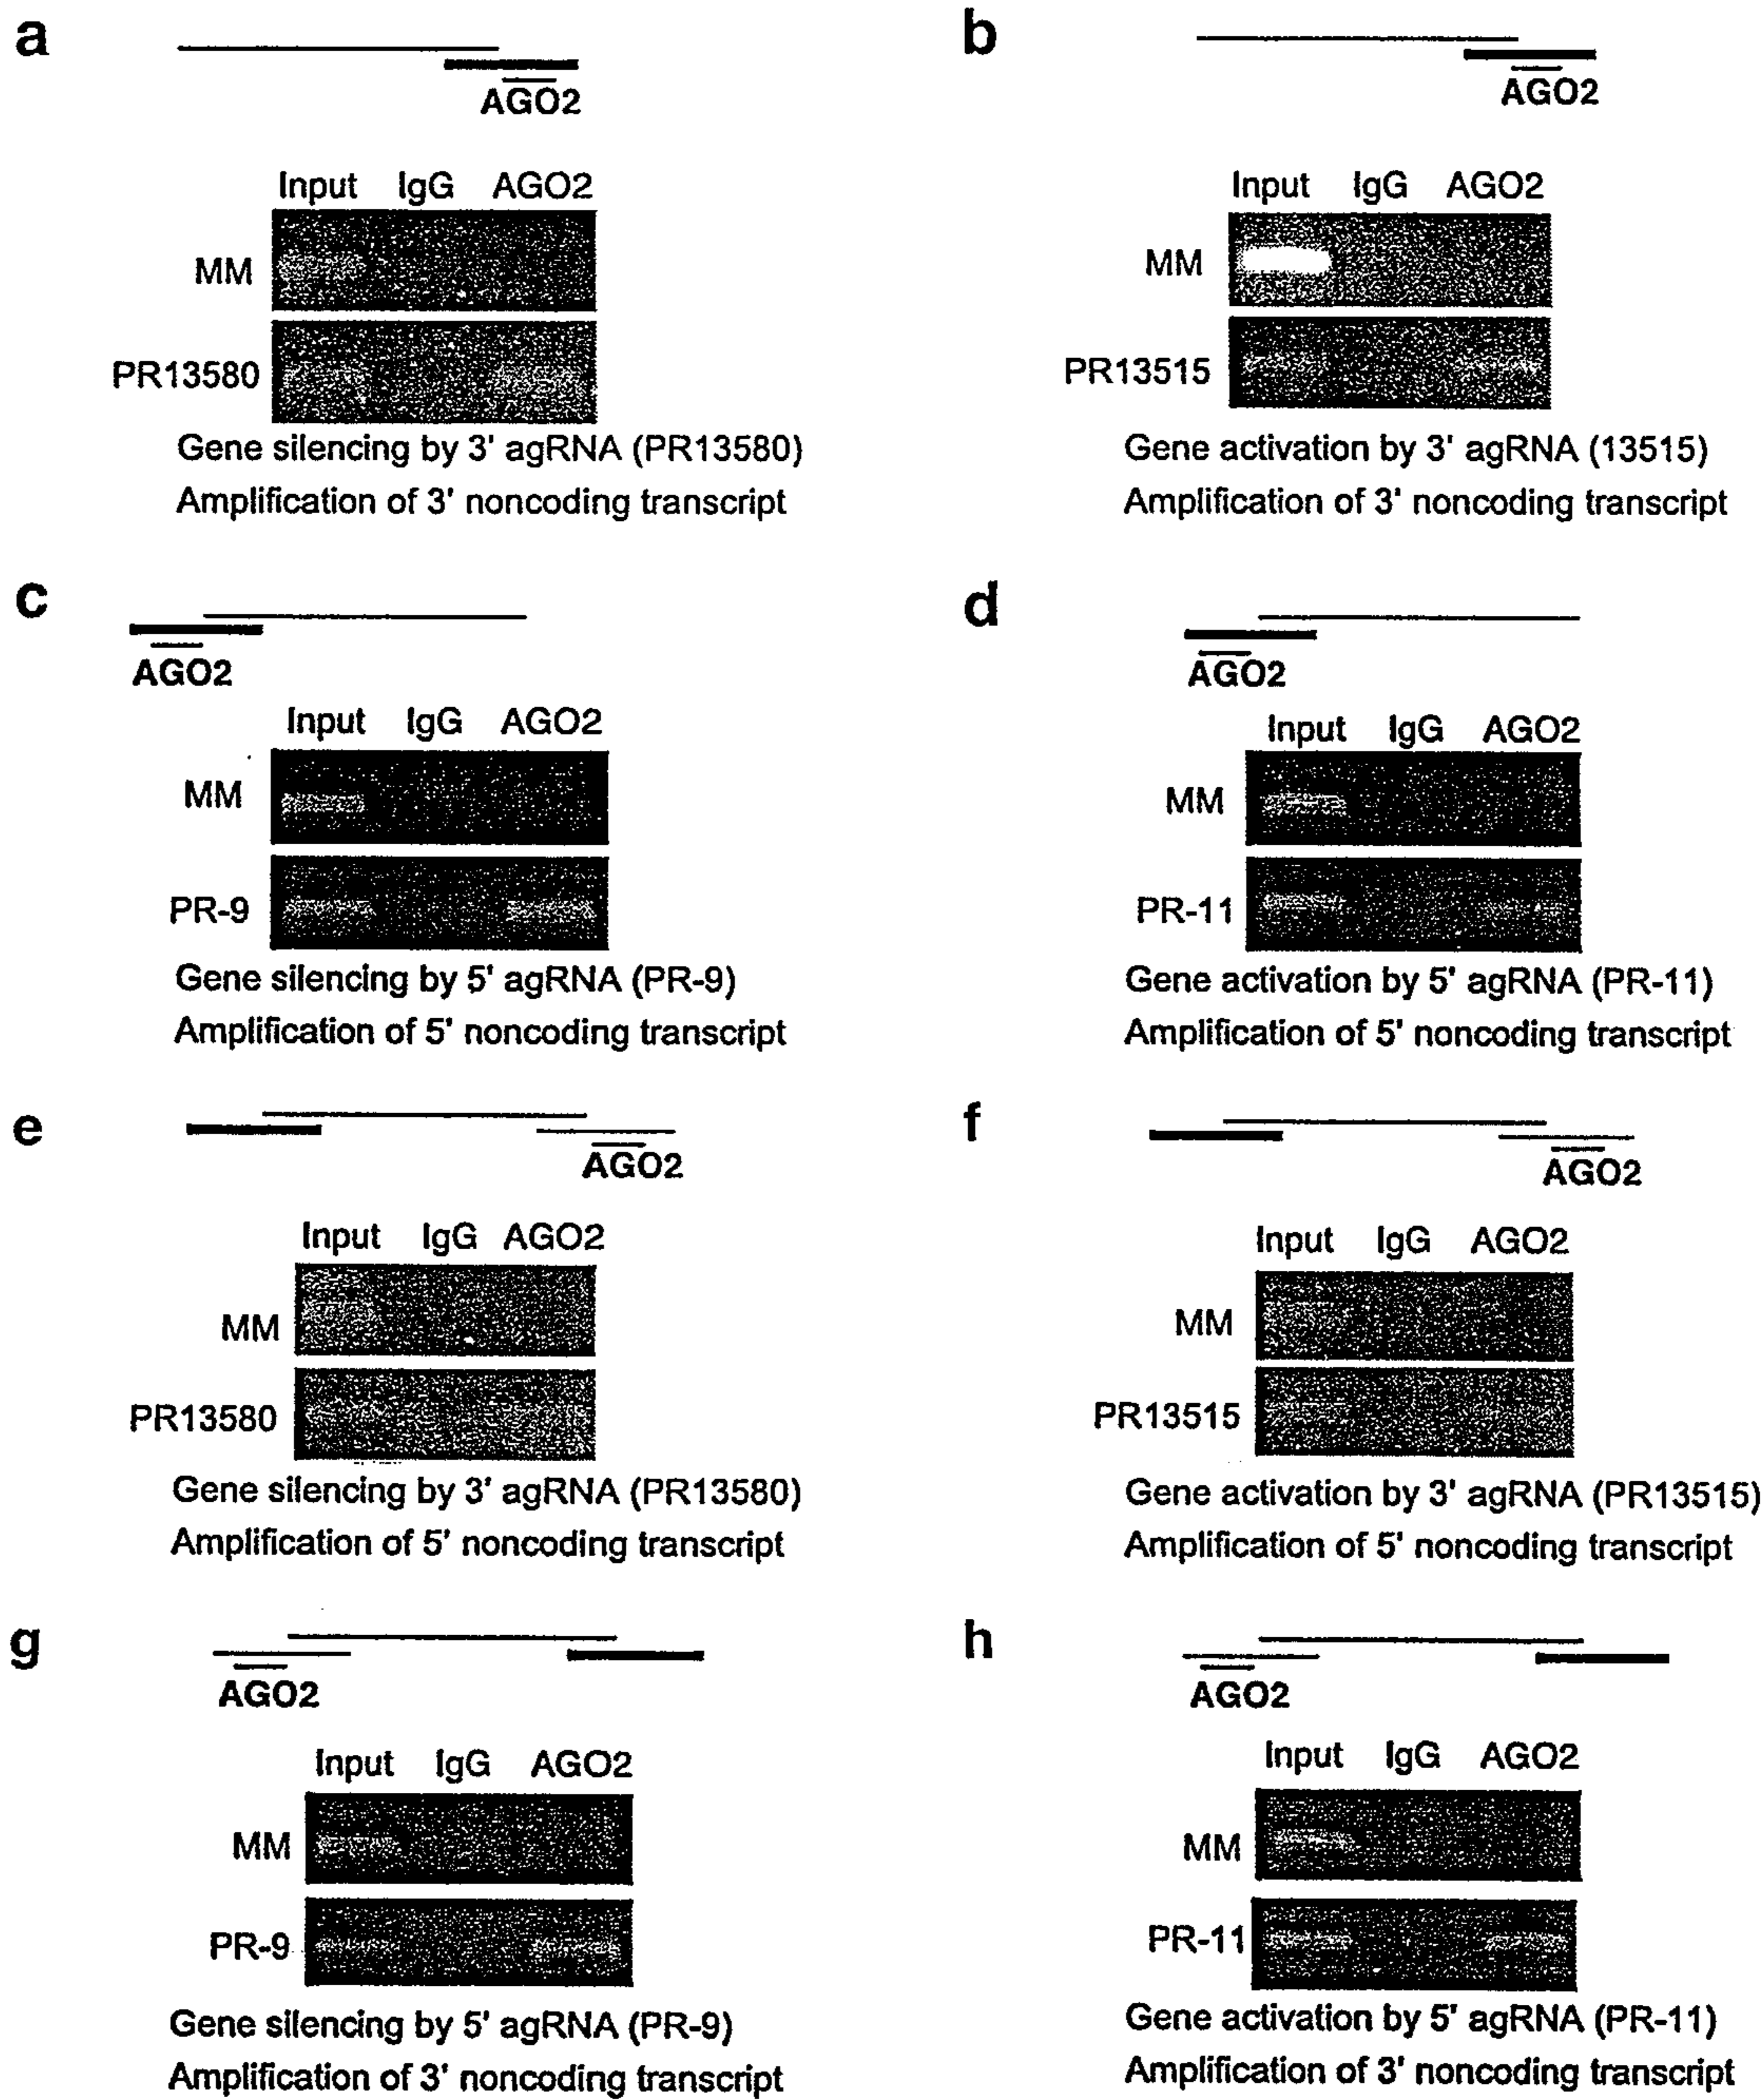 a
AGO2
Input IgG AGO2
MM
PR13580
Gene silencing by 3' agRNA (PR13580)
Amplification of 3' noncoding transcript
b
AGO2
Input IgG AGO2
MM
PR13515
Gene activation by 3' agRNA (13515)
Amplification of 3' noncoding transcript
c
AGO2
Input IgG AGO2
MM
PR-9
Gene silencing by 5' agRNA (PR-9)
Amplification of 5' noncoding transcript
d
AGO2
Input IgG AGO2
MM
PR-11
Gene activation by 5' agRNA (PR-11)
Amplification of 5' noncoding transcript
e
AGO2
Input IgG AGO2
MM
PR13580
Gene silencing by 3' agRNA (PR13580)
Amplification of 5' noncoding transcript
f
AGO2
Input IgG AGO2
MM
PR13515
Gene activation by 3' agRNA (PR13515)
Amplification of 5' noncoding transcript
g
AGO2
Input IgG AGO2
MM
PR-9
Gene silencing by 5' agRNA (PR-9)
Amplification of 3' noncoding transcript
h
AGO2
Input IgG AGO2
MM
PR-11
Gene activation by 5' agRNA (PR-11)
Amplification of 3' noncoding transcript